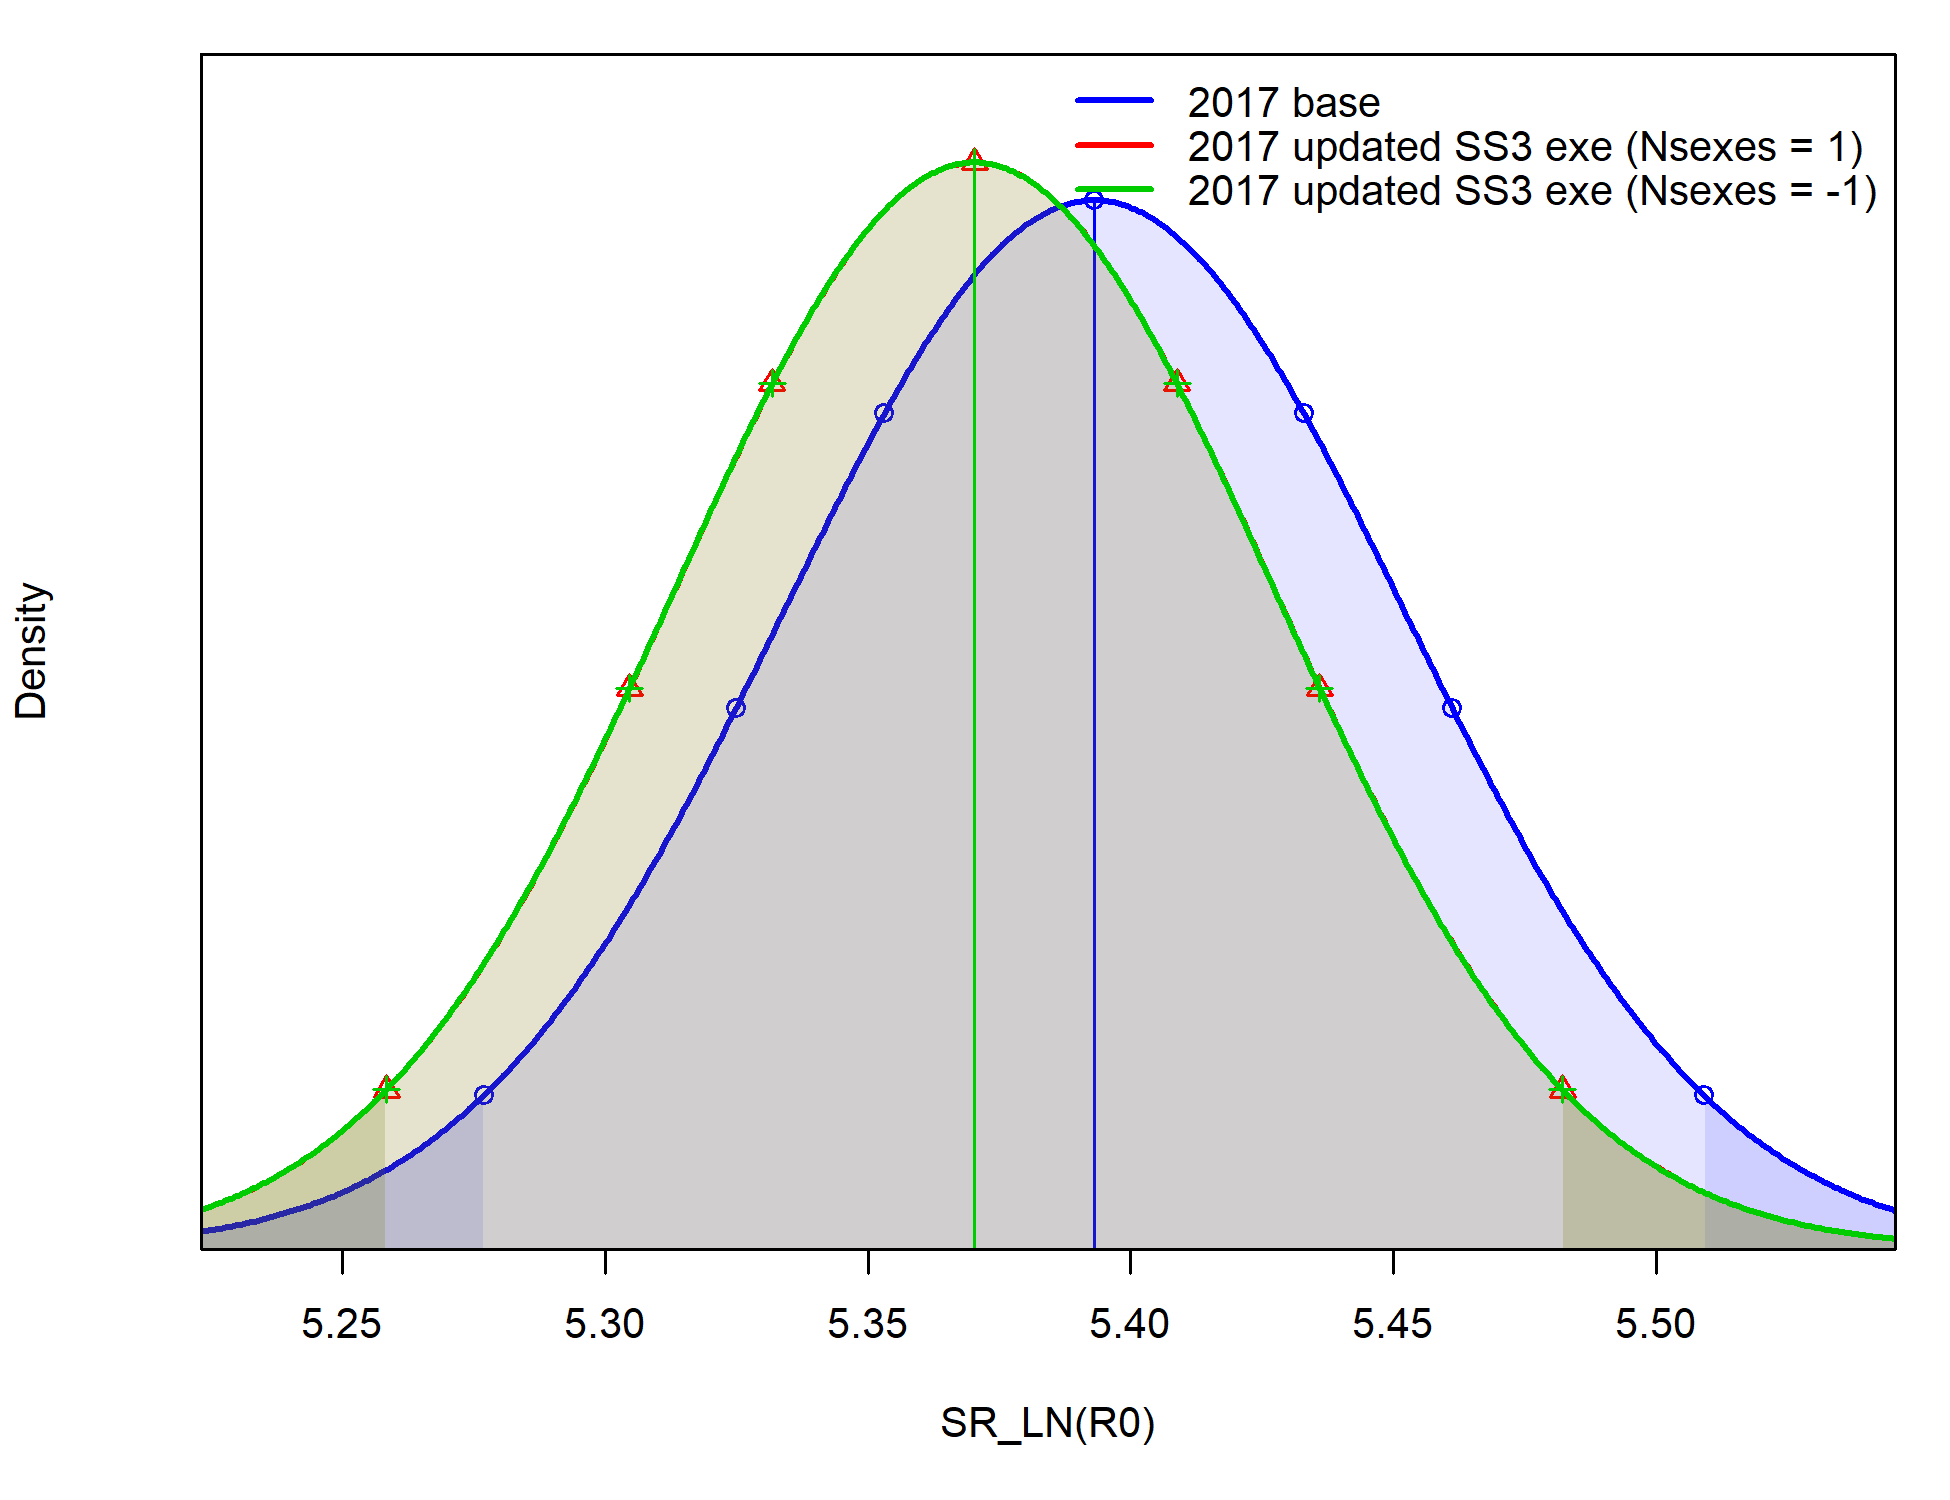 2017 base
2017 updated SS3 exe (Nsexes = 1)
2017 updated SS3 exe (Nsexes = -1)
Density
5.25 5.30 5.35 5.40 5.45 5.50
SR_LN(R0)